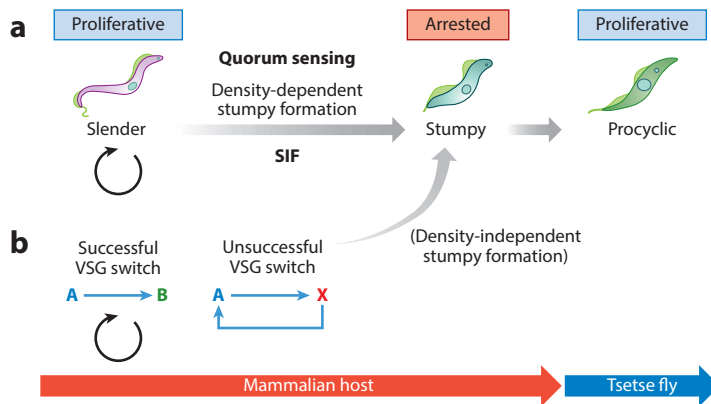 a
Proliferative
Arrested
Proliferative
Quorum sensing
Density-dependent
stumpy formation
SIF
Slender
Stumpy
Procyclic
b
Successful
VSG switch
A
B
Unsuccessful
VSG switch
A
X
(Density-independent
stumpy formation)
Mammalian host
Tsetse fly